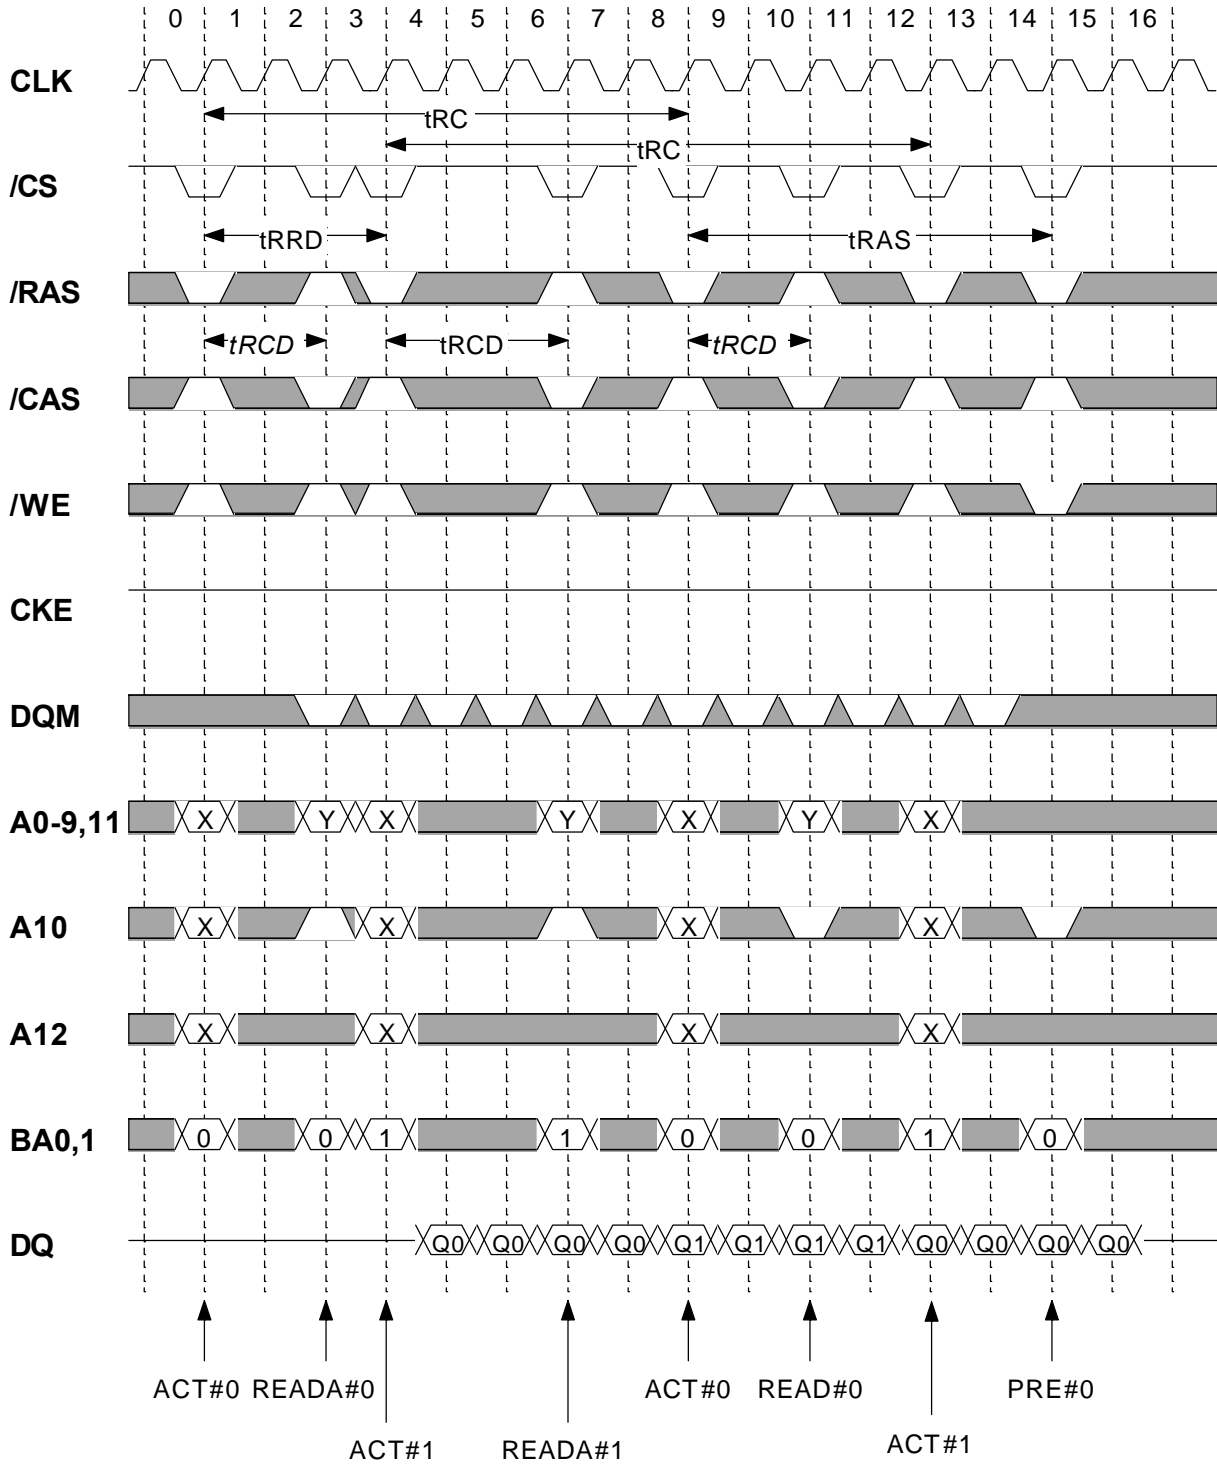 0 1 2 3 4 5 6 7 8 9 10 11 12 13 14 15 16
CLK
tRC
tRC
/CS
tRRD tRAS
/RAS
tRCD tRCD tRCD
/CAS
/WE
CKE
DQM
A0-9,11 X Y X Y X Y X
A10 X X X X
A12 X X X X
BA0,1 0 0 1 1 0 0 1 0
DQ Q0 Q0 Q0 Q0 Q1 Q1 Q1 Q1 Q0 Q0 Q0 Q0
ACT#0 READA#0 ACT#0 READ#0 PRE#0
ACT#1 READA#1 ACT#1